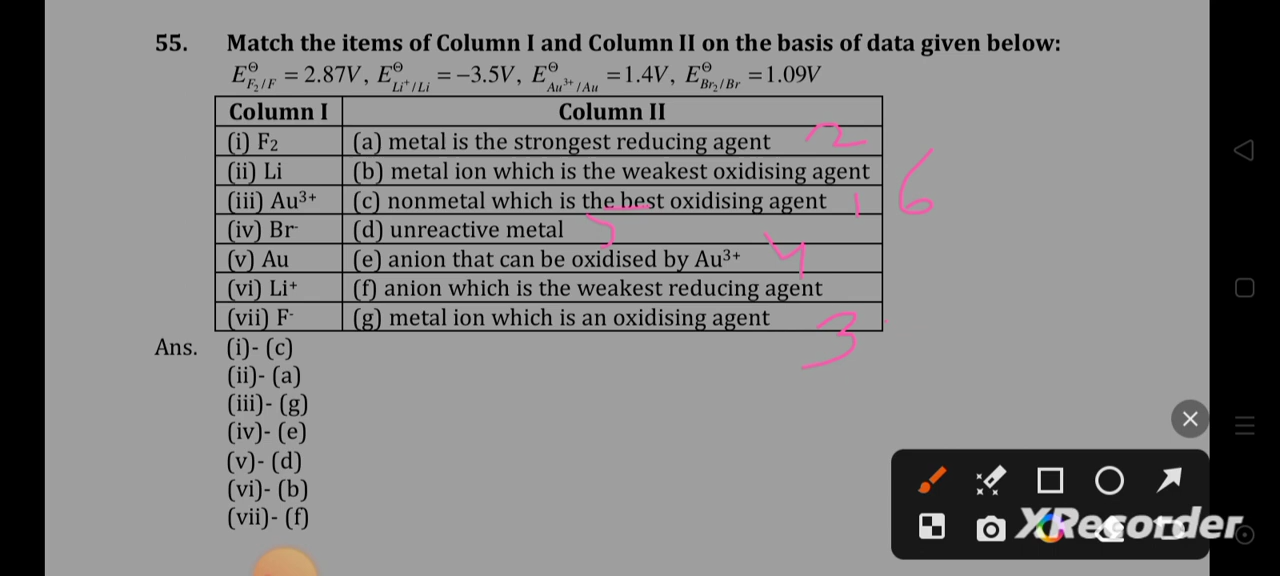 55. Match the items of Column I and Column II on the basis of data given below:
E⊖F₂/F = 2.87V, E⊖Li⁺/Li = −3.5V, E⊖Au³⁺/Au = 1.4V, E⊖Br₂/Br = 1.09V
Column I Column II
(i) F₂ (a) metal is the strongest reducing agent 2
(ii) Li (b) metal ion which is the weakest oxidising agent 6
(iii) Au³⁺ (c) nonmetal which is the best oxidising agent 1
(iv) Br⁻ (d) unreactive metal 5
(v) Au (e) anion that can be oxidised by Au³⁺ 4
(vi) Li⁺ (f) anion which is the weakest reducing agent
(vii) F⁻ (g) metal ion which is an oxidising agent 3
Ans. (i)- (c)
(ii)- (a)
(iii)- (g)
(iv)- (e)
(v)- (d)
(vi)- (b)
(vii)- (f)
XRecorder